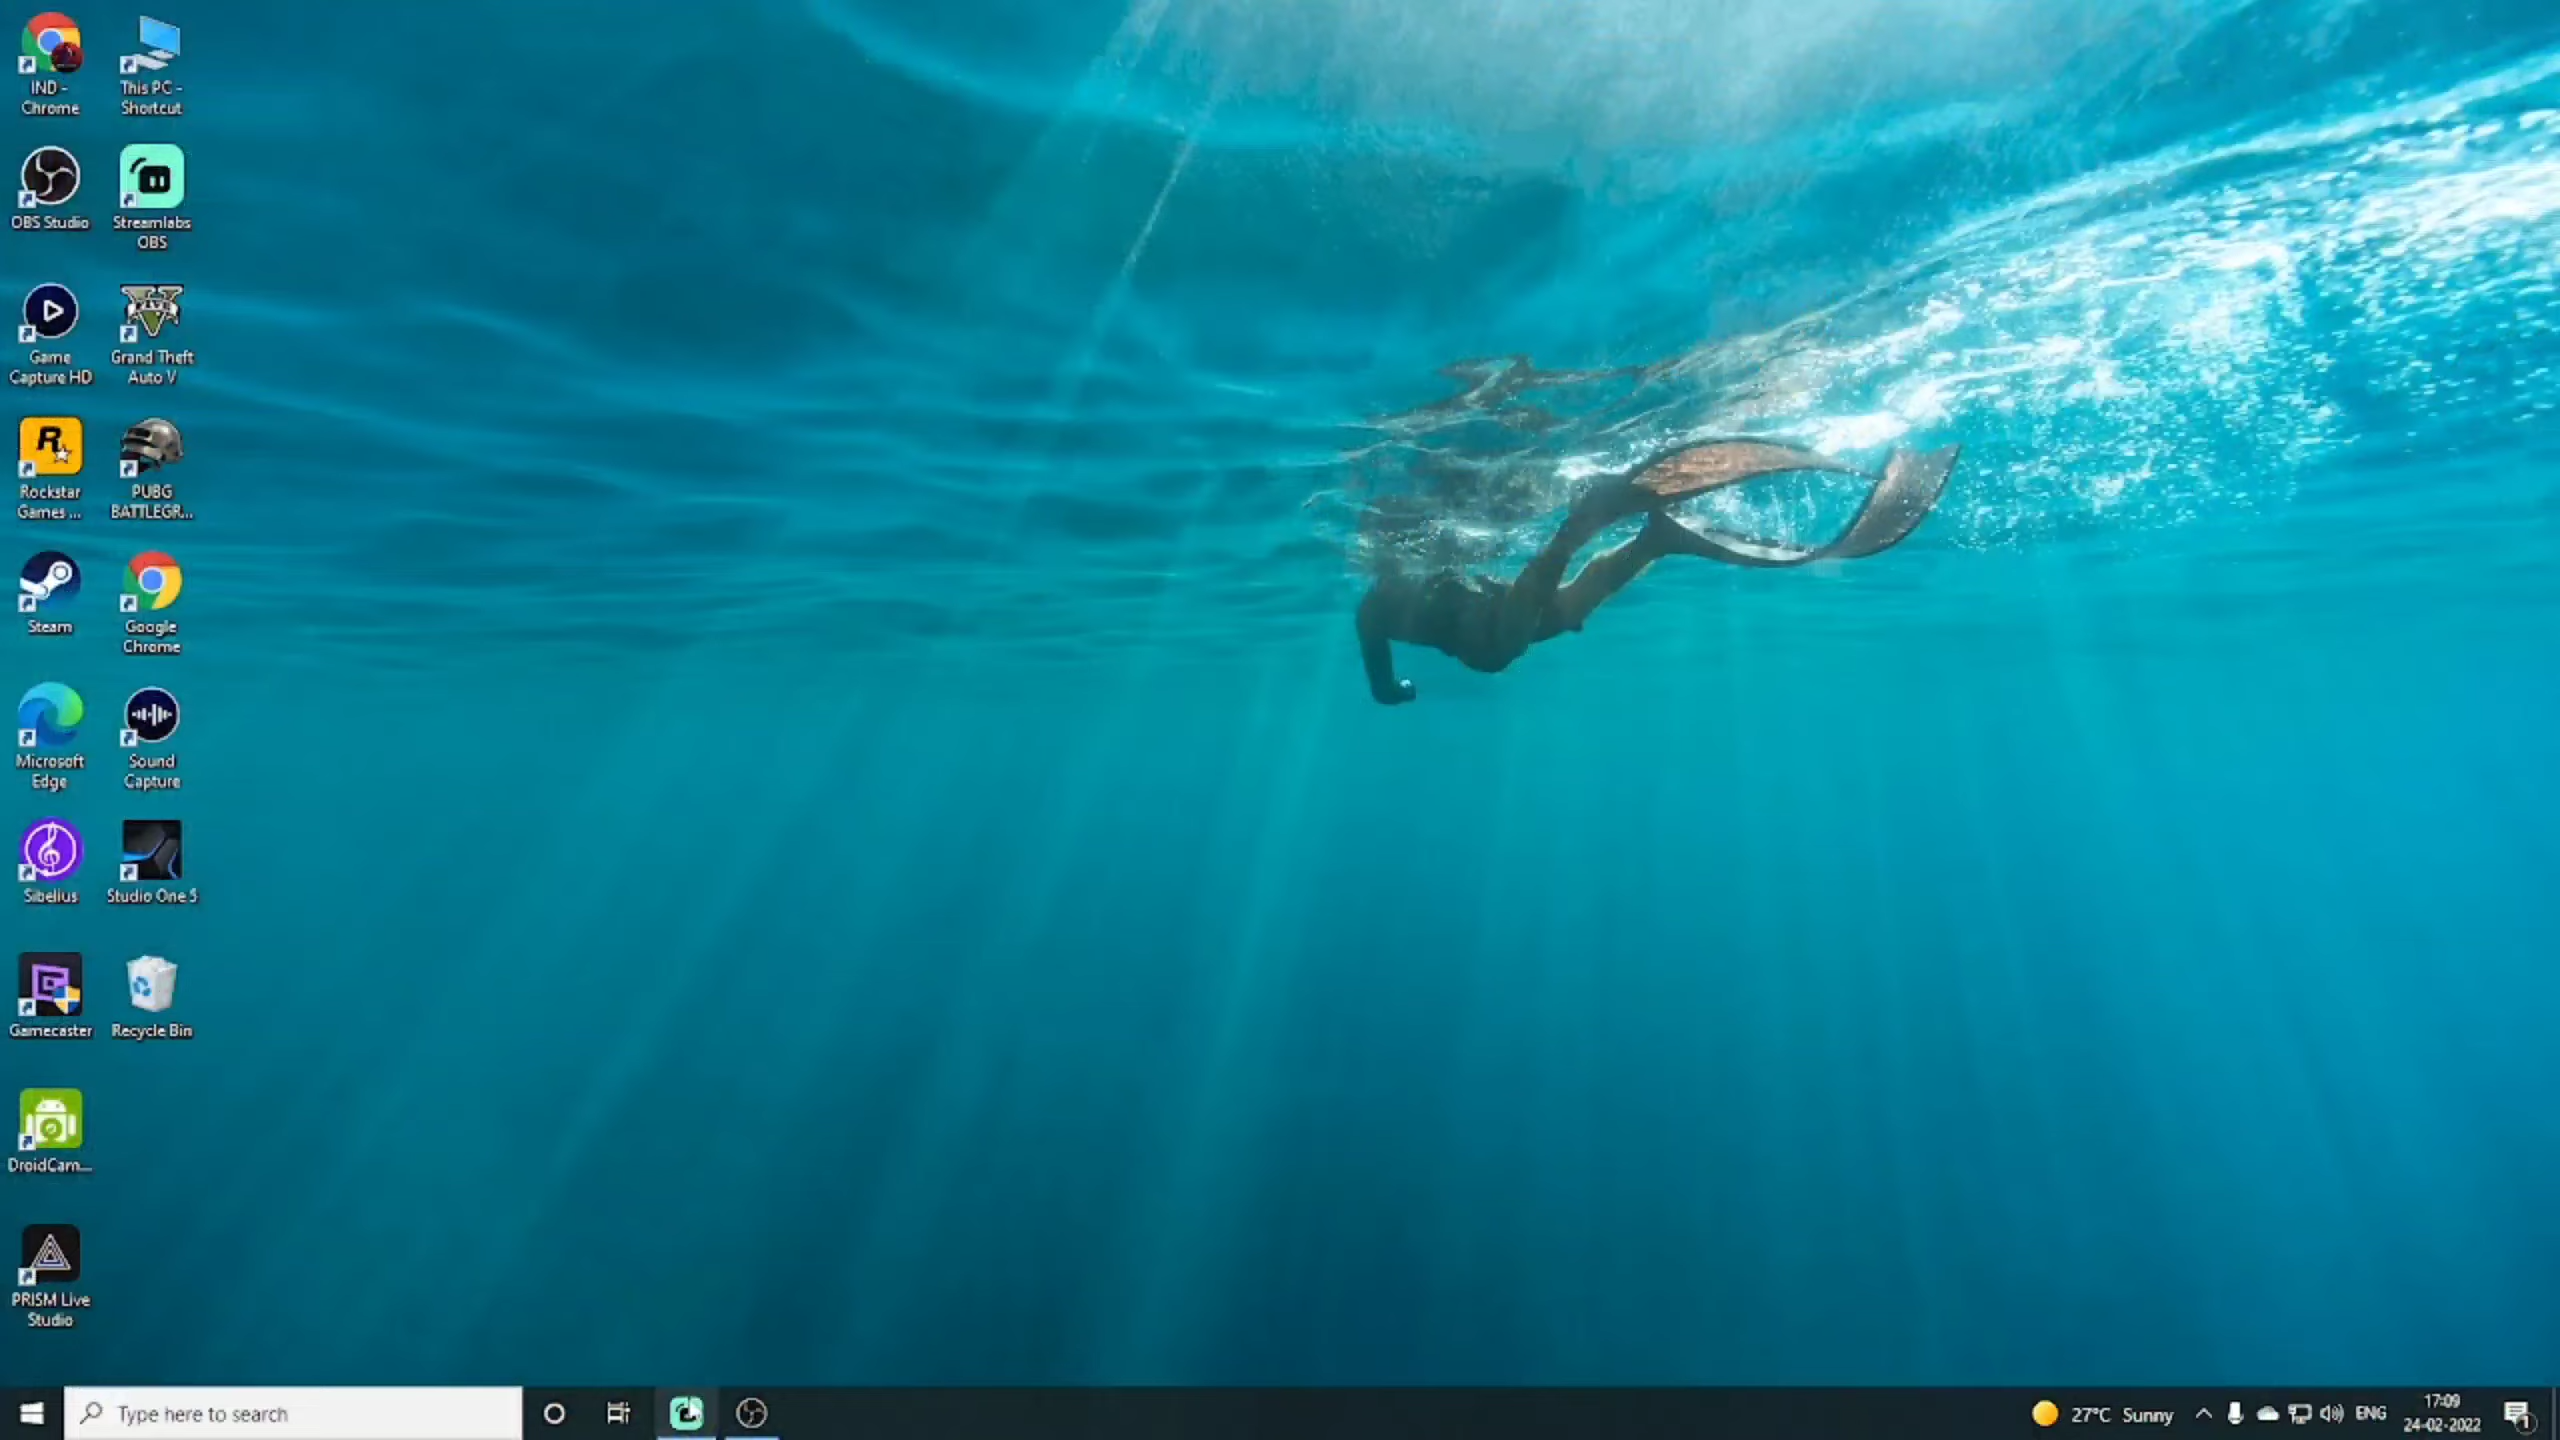 IND -
Chrome
This PC -
Shortcut
OBS Studio
Streamlabs
OBS
Game
Capture HD
Grand Theft
Auto V
Rockstar
Games ...
PUBG
BATTLEGR...
Steam
Google
Chrome
Microsoft
Edge
Sound
Capture
Sibelius
Studio One 5
Gamecaster
Recycle Bin
DroidCam...
PRISM Live
Studio
Type here to search
27°C Sunny
ENG
17:09
24-02-2022
1